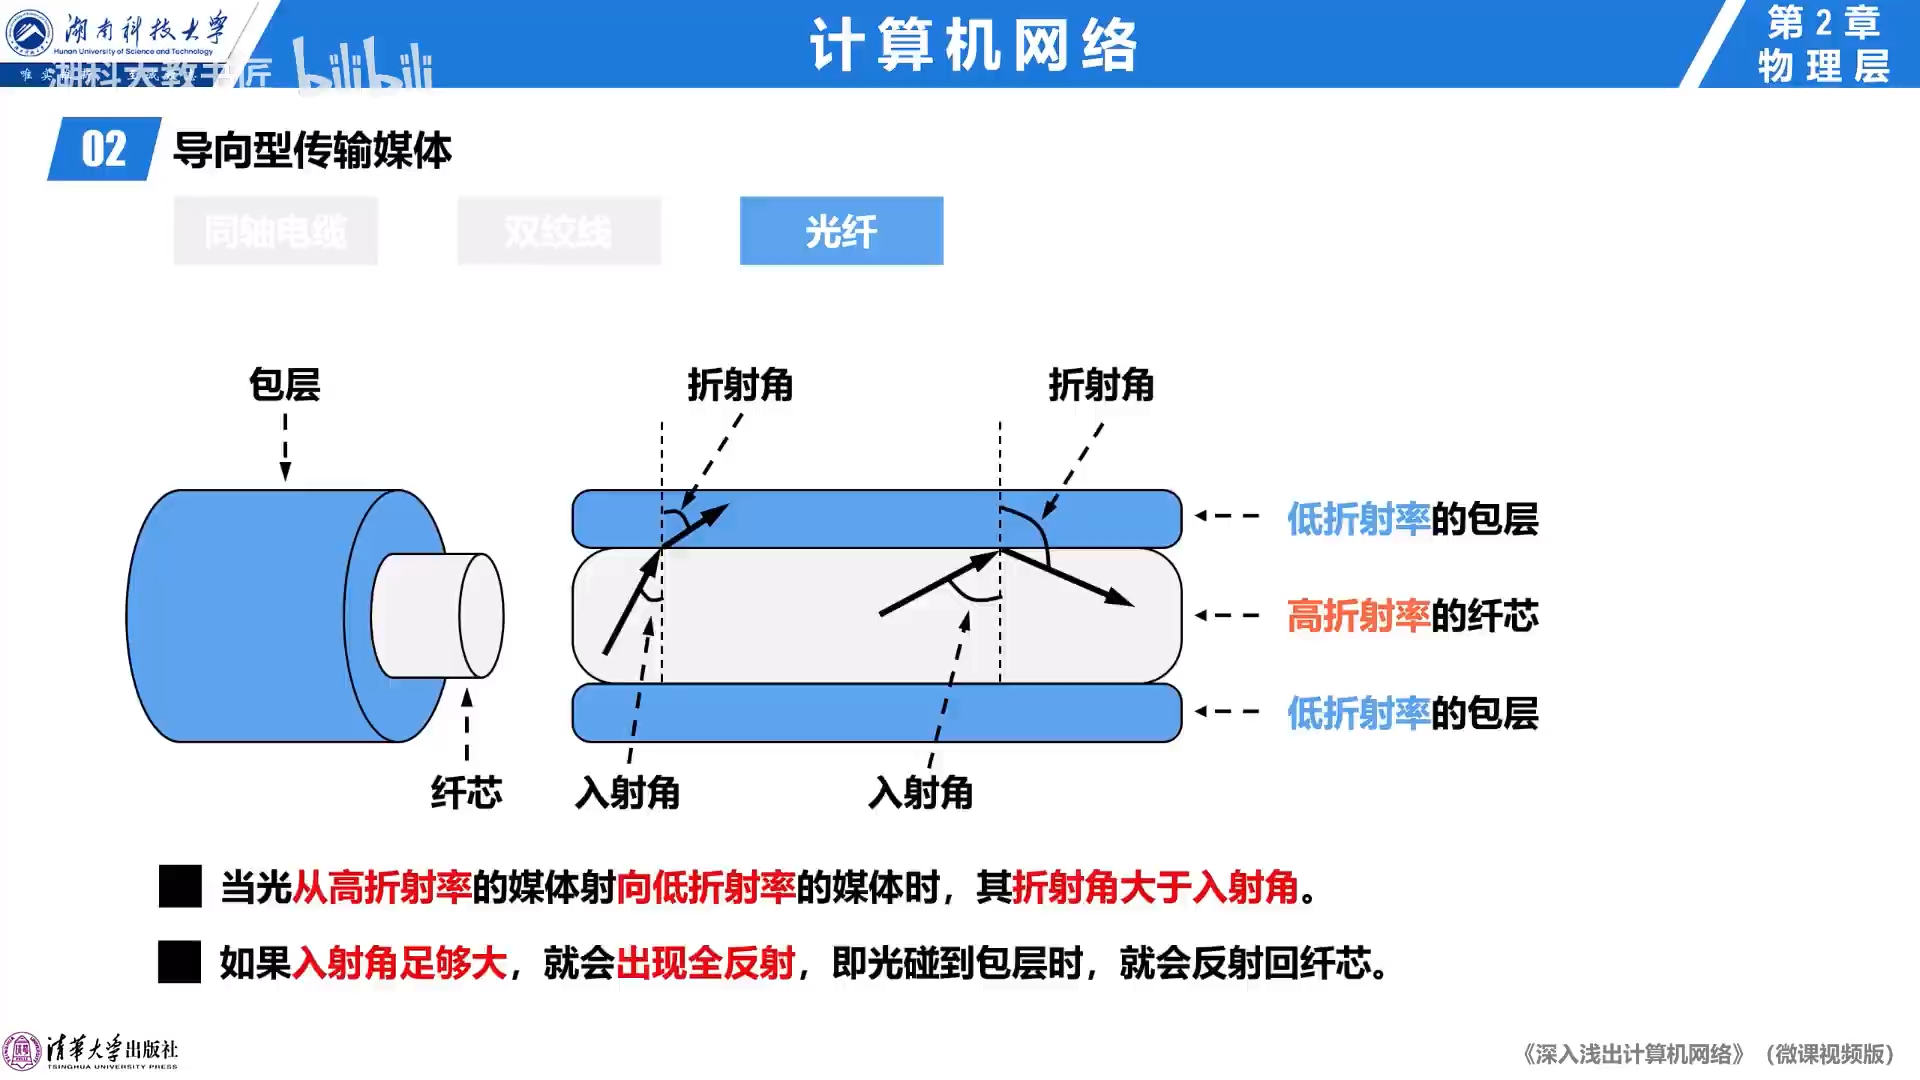 湖南科技大学
Hunan University of Science and Technology
湖科大教书匠 bilibili
计算机网络
第2章
物理层
02 导向型传输媒体
同轴电缆 双绞线 光纤
包层 折射角 折射角
低折射率的包层
高折射率的纤芯
低折射率的包层
纤芯 入射角 入射角
当光从高折射率的媒体射向低折射率的媒体时，其折射角大于入射角。
如果入射角足够大，就会出现全反射，即光碰到包层时，就会反射回纤芯。
清华大学出版社
TSINGHUA UNIVERSITY PRESS
《深入浅出计算机网络》（微课视频版）